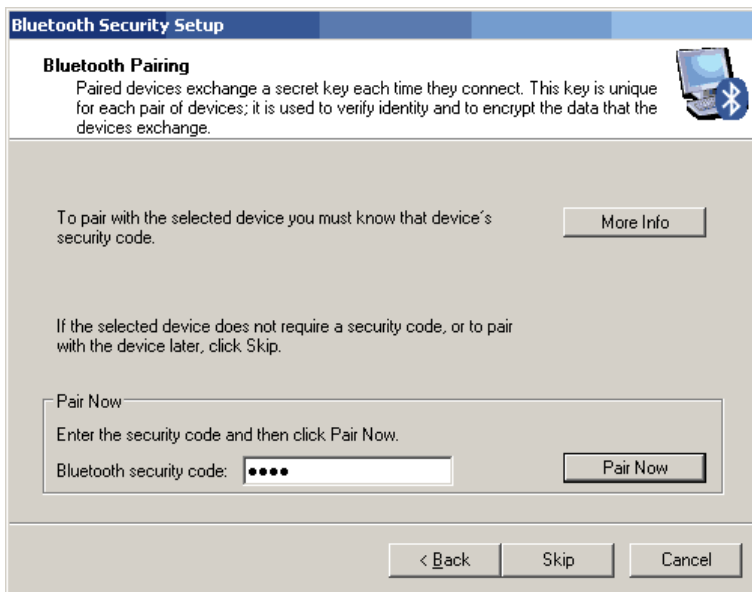 Bluetooth Security Setup
Bluetooth Pairing
Paired devices exchange a secret key each time they connect. This key is unique
for each pair of devices; it is used to verify identity and to encrypt the data that the
devices exchange.
To pair with the selected device you must know that device´s
security code.
More Info
If the selected device does not require a security code, or to pair
with the device later, click Skip.
Pair Now
Enter the security code and then click Pair Now.
Bluetooth security code: ●●●●
Pair Now
< Back
Skip
Cancel